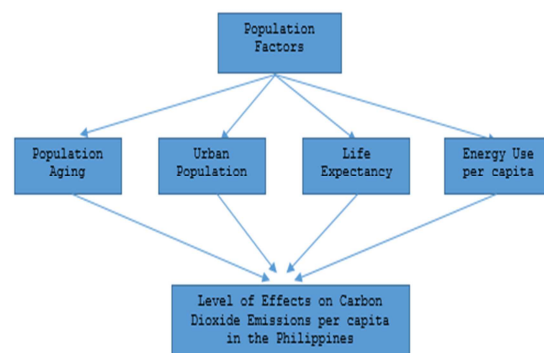 Population
Factors
Population
Aging
Urban
Population
Life
Expectancy
Energy Use
per capita
Level of Effects on Carbon
Dioxide Emissions per capita
in the Philippines